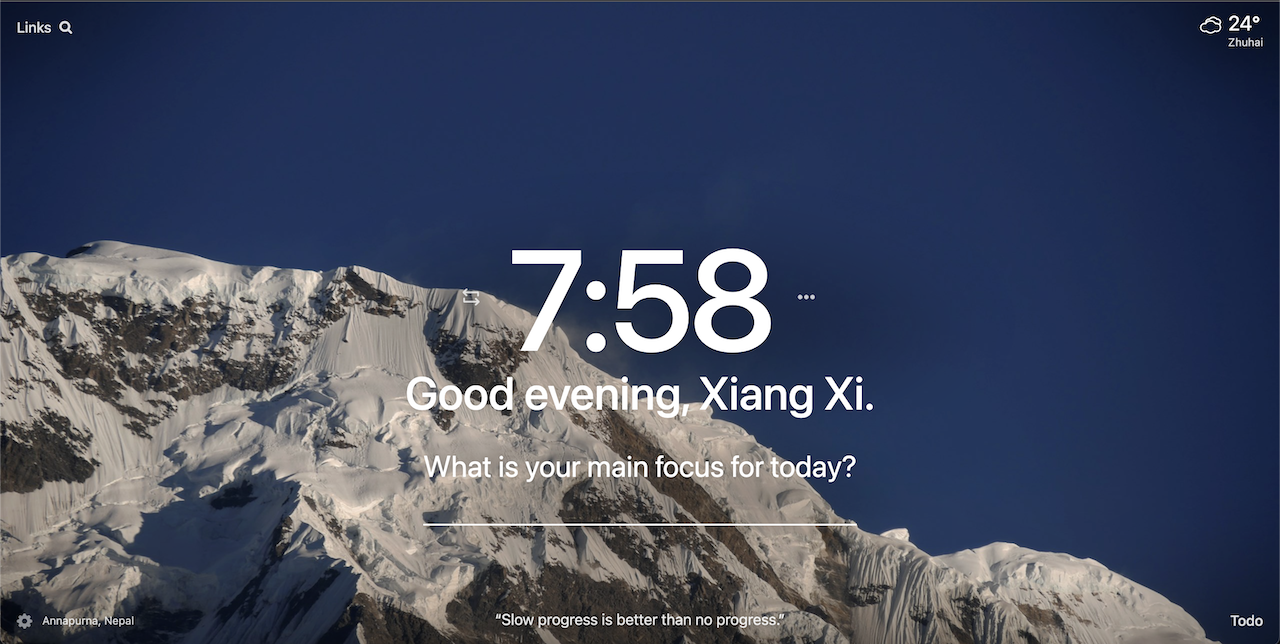 Links
24°
Zhuhai
7:58
Good evening, Xiang Xi.
What is your main focus for today?
Annapurna, Nepal
“Slow progress is better than no progress.”
Todo